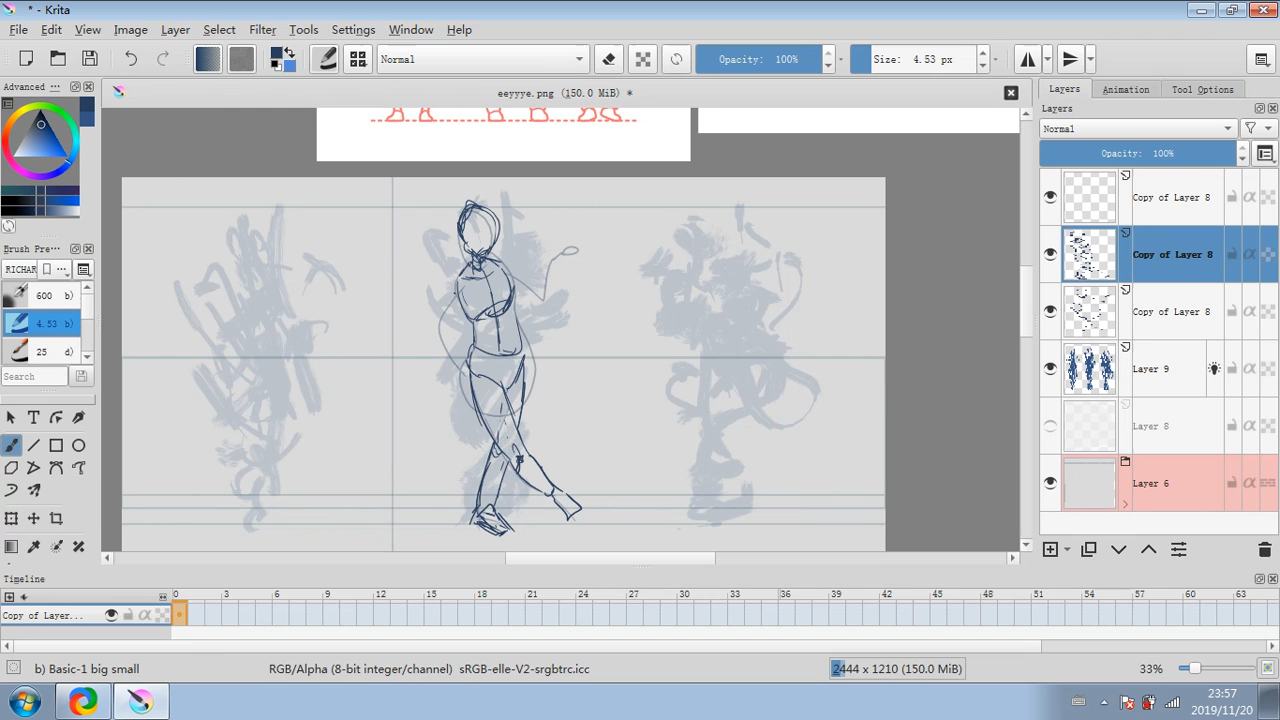 * - Krita
File Edit View Image Layer Select Filter Tools Settings Window Help
Normal Opacity: 100% Size: 4.53 px
Advanced ...
eeyyye.png (150.0 MiB) *
Layers Animation Tool Options
Layers
Normal
Opacity: 100%
Copy of Layer 8
Copy of Layer 8
Copy of Layer 8
Layer 9
Layer 8
Layer 6
Brush Pre...
RICHAR ...
600 b)
4.53 b)
25 d)
Search
Timeline
0 3 6 9 12 15 18 21 24 27 30 33 36 39 42 45 48 51 54 57 60 63
Copy of Layer...
b) Basic-1 big small
RGB/Alpha (8-bit integer/channel) sRGB-elle-V2-srgbtrc.icc
2444 x 1210 (150.0 MiB)
33%
23:57
2019/11/20